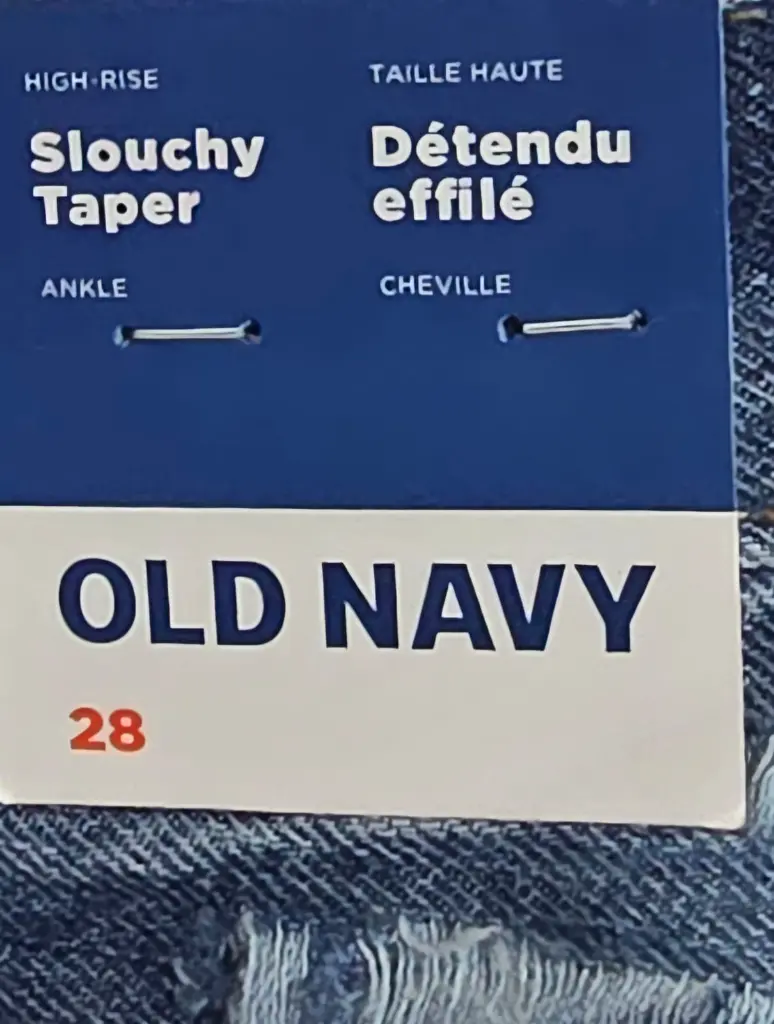 HIGH-RISE
Slouchy
Taper
ANKLE
TAILLE HAUTE
Détendu
effilé
CHEVILLE
OLD NAVY
28